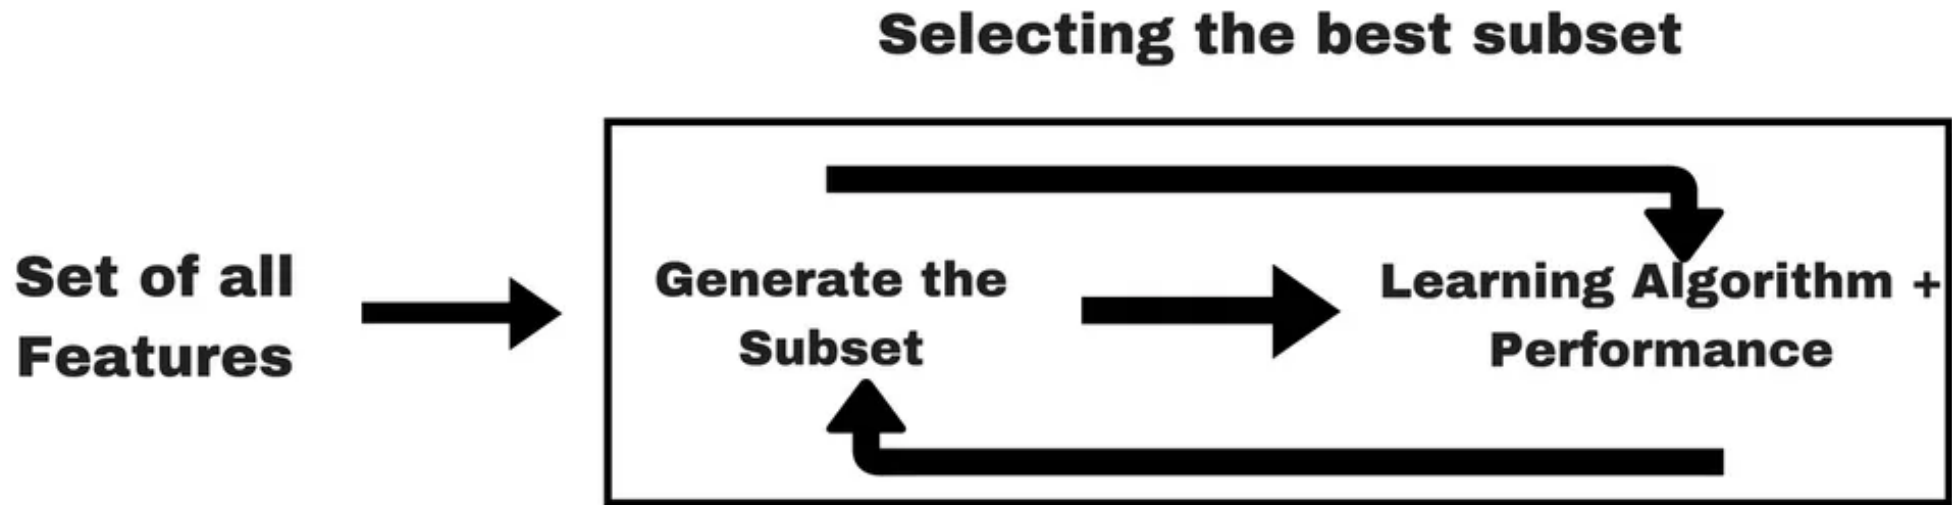 Selecting the best subset
Set of all
Features
Generate the
Subset
Learning Algorithm +
Performance